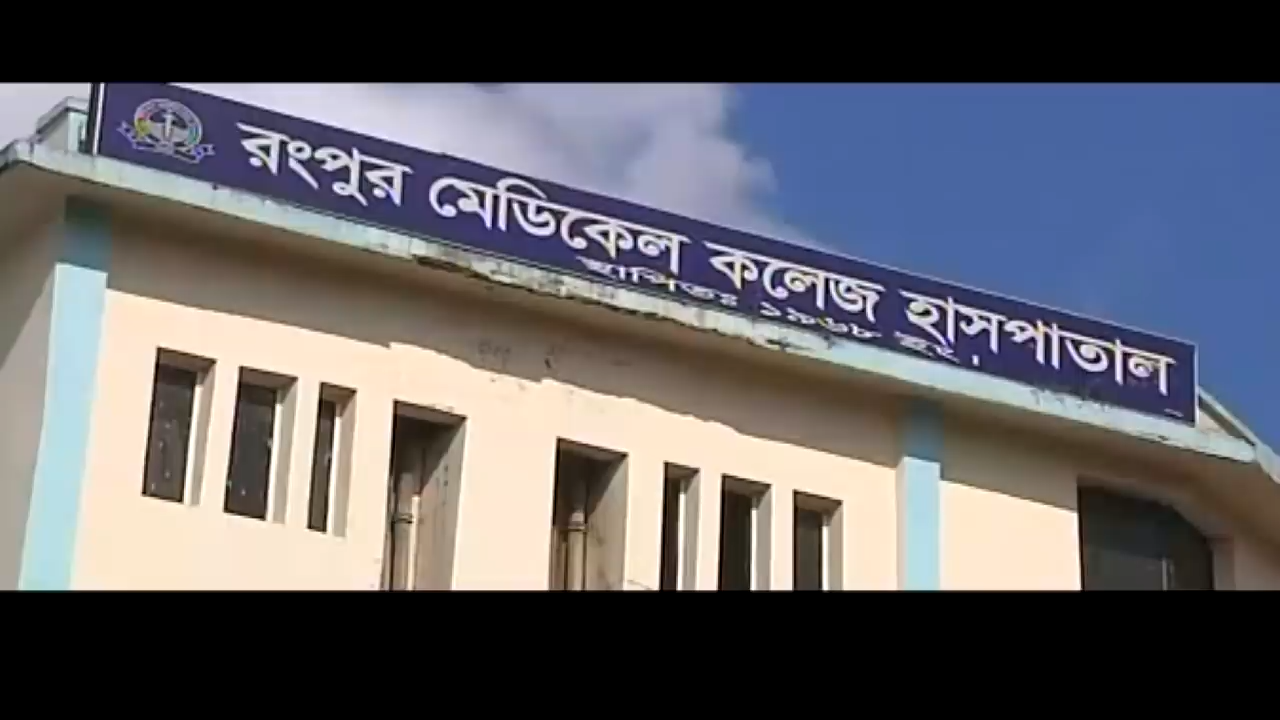 রংপুর মেডিকেল কলেজ হাসপাতাল
স্থাপিতঃ ১৯৬৮ ইং ।